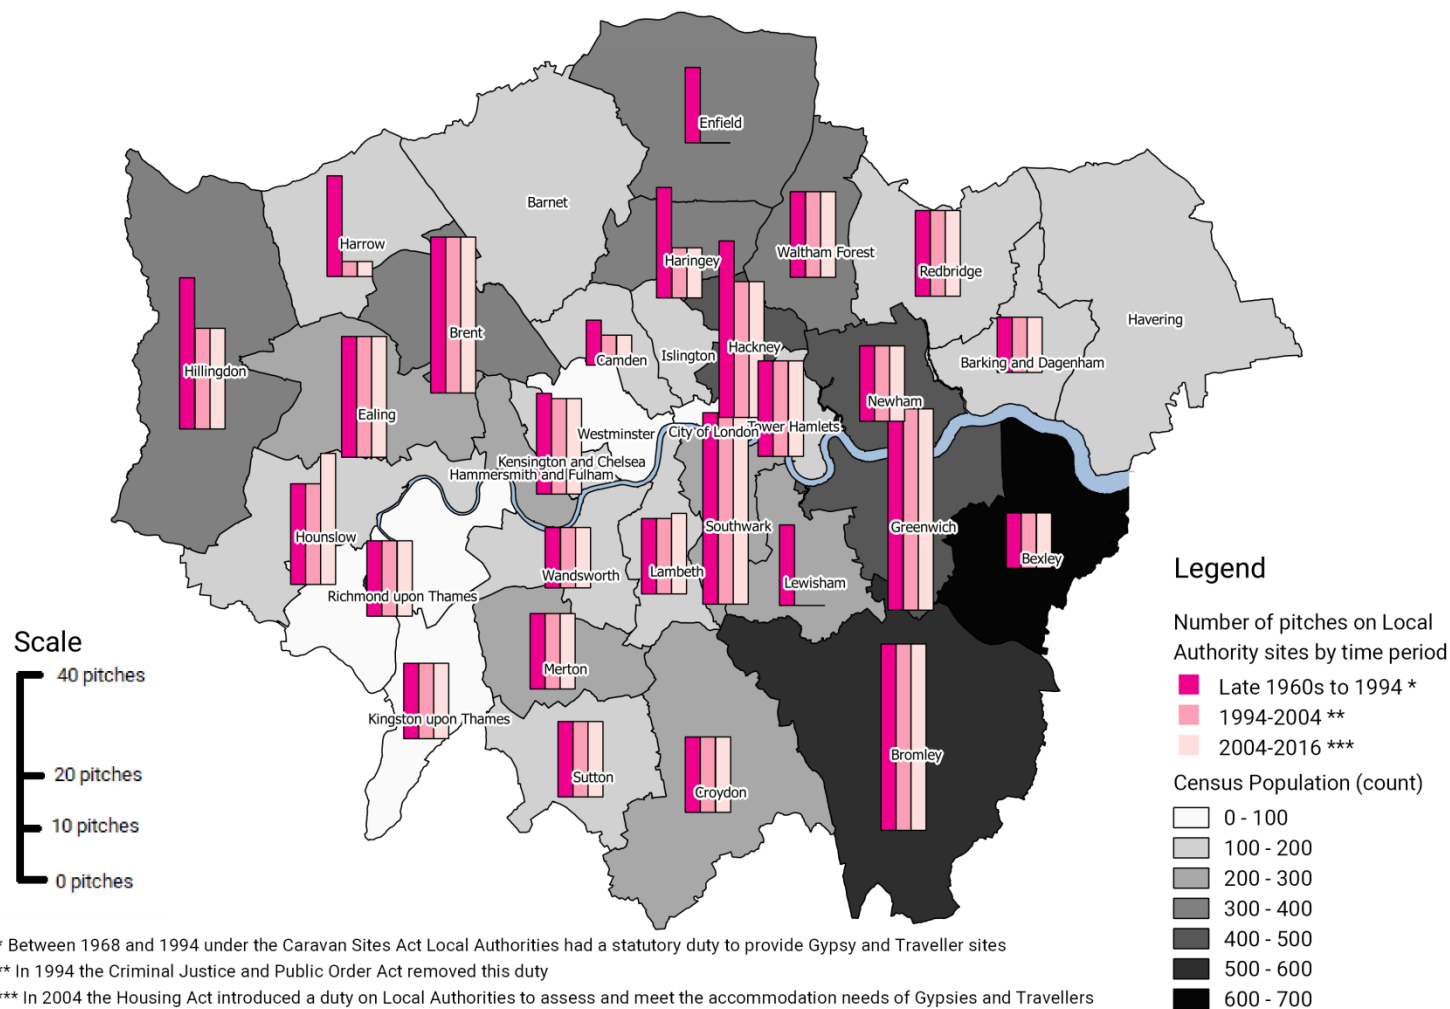 Enfield
Barnet
Harrow
Haringey
Waltham Forest
Redbridge
Havering
Hillingdon
Brent
Camden
Islington
Hackney
Barking and Dagenham
Ealing
Newham
Westminster
City of London
Tower Hamlets
Kensington and Chelsea
Hammersmith and Fulham
Hounslow
Southwark
Greenwich
Bexley
Richmond upon Thames
Wandsworth
Lambeth
Lewisham
Merton
Kingston upon Thames
Sutton
Croydon
Bromley
Scale
40 pitches
20 pitches
10 pitches
0 pitches
Legend
Number of pitches on Local
Authority sites by time period
Late 1960s to 1994 *
1994-2004 **
2004-2016 ***
Census Population (count)
0 - 100
100 - 200
200 - 300
300 - 400
400 - 500
500 - 600
600 - 700
* Between 1968 and 1994 under the Caravan Sites Act Local Authorities had a statutory duty to provide Gypsy and Traveller sites
** In 1994 the Criminal Justice and Public Order Act removed this duty
*** In 2004 the Housing Act introduced a duty on Local Authorities to assess and meet the accommodation needs of Gypsies and Travellers